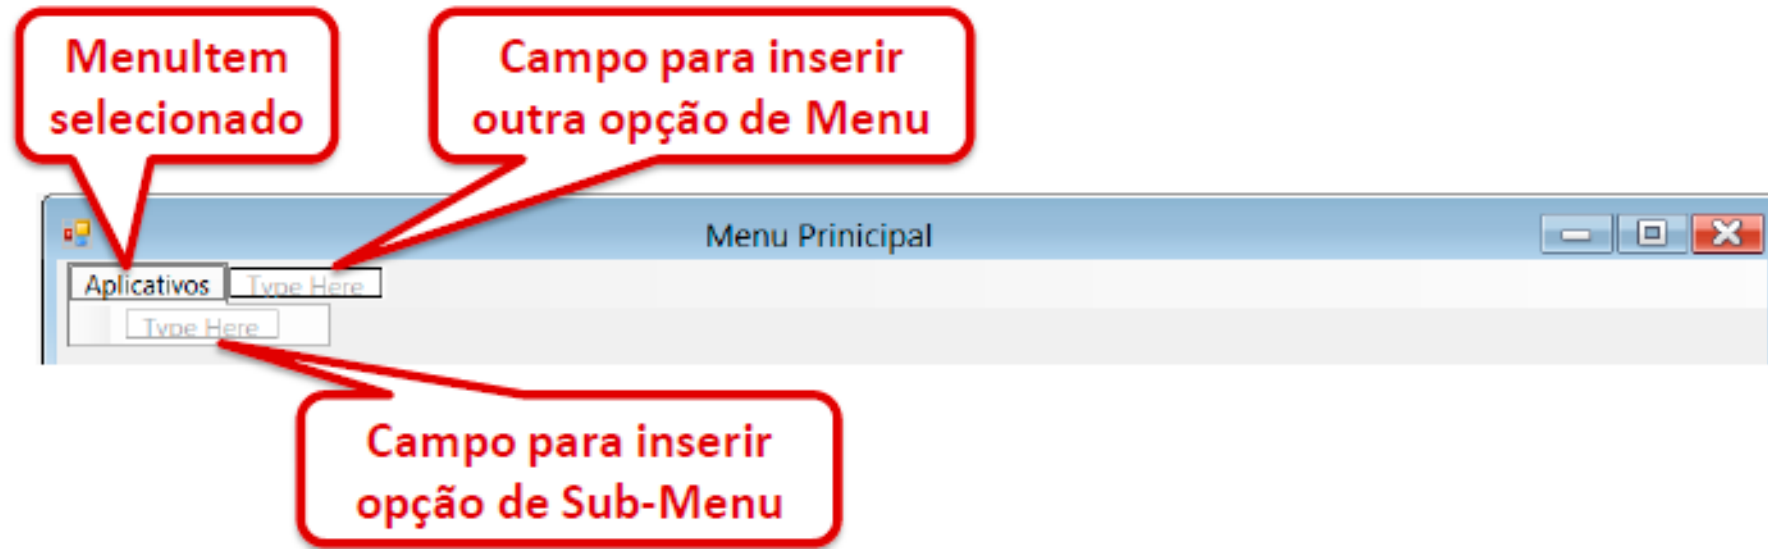 MenuItem
selecionado
Campo para inserir
outra opção de Menu
Menu Prinicipal
Aplicativos
Type Here
Type Here
Campo para inserir
opção de Sub-Menu